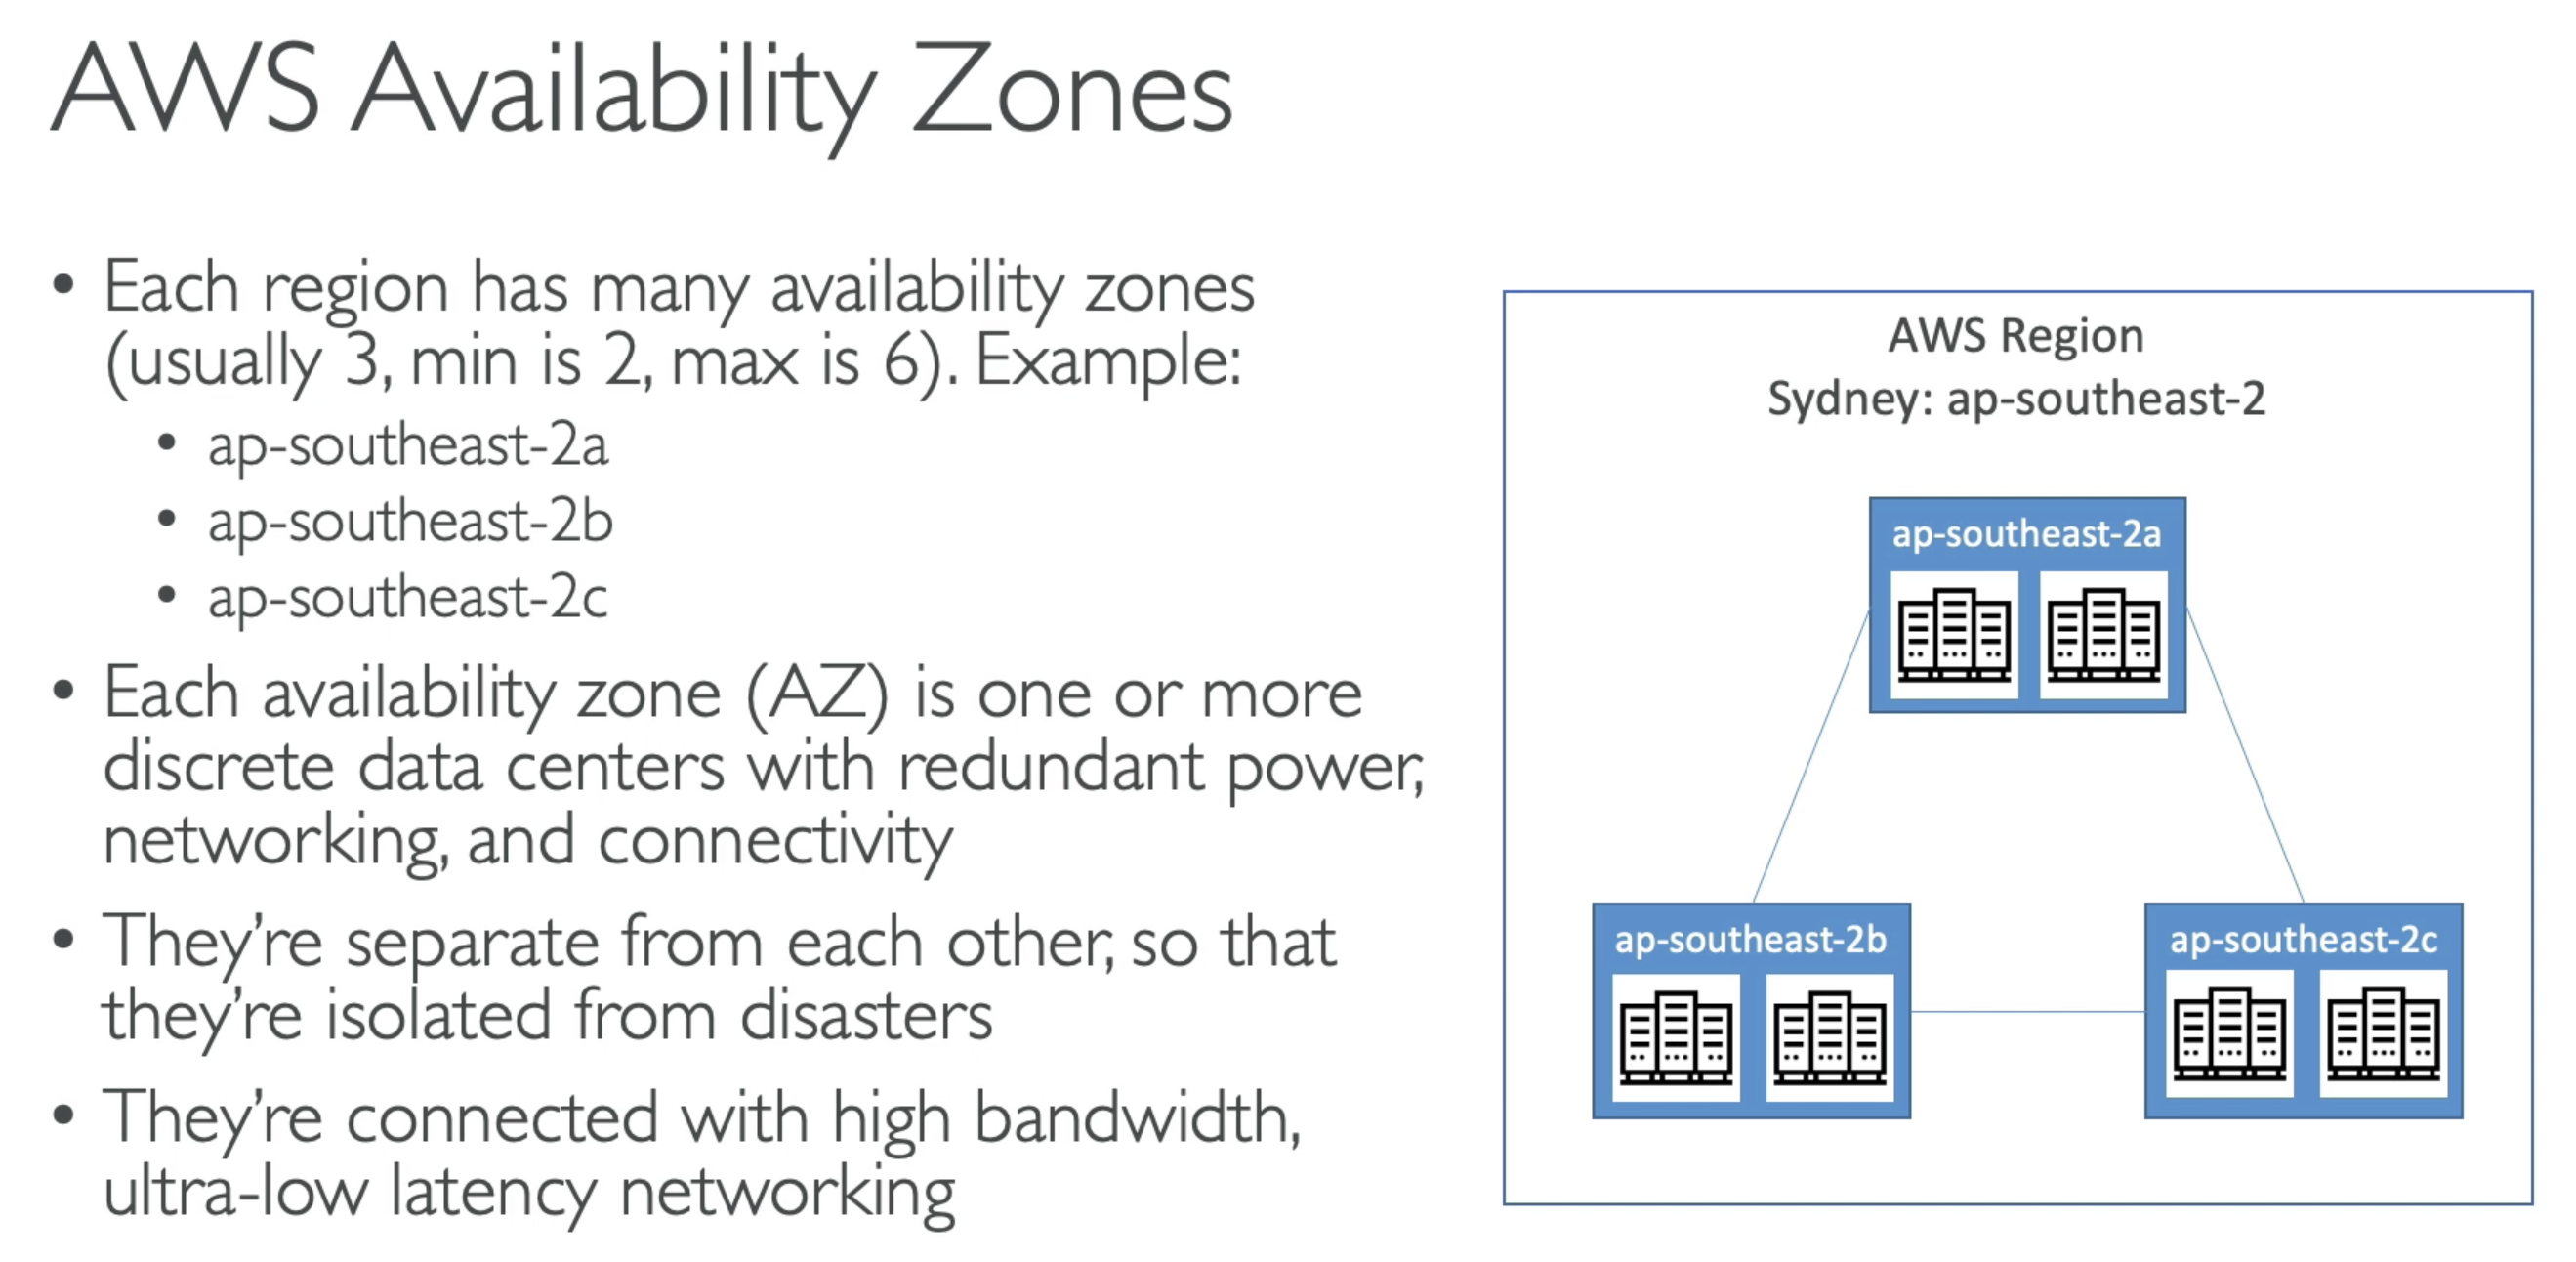 AWS Availability Zones
• Each region has many availability zones
(usually 3, min is 2, max is 6). Example:
• ap-southeast-2a
• ap-southeast-2b
• ap-southeast-2c
• Each availability zone (AZ) is one or more
discrete data centers with redundant power,
networking, and connectivity
• They’re separate from each other, so that
they’re isolated from disasters
• They’re connected with high bandwidth,
ultra-low latency networking
AWS Region
Sydney: ap-southeast-2
ap-southeast-2a
ap-southeast-2b
ap-southeast-2c